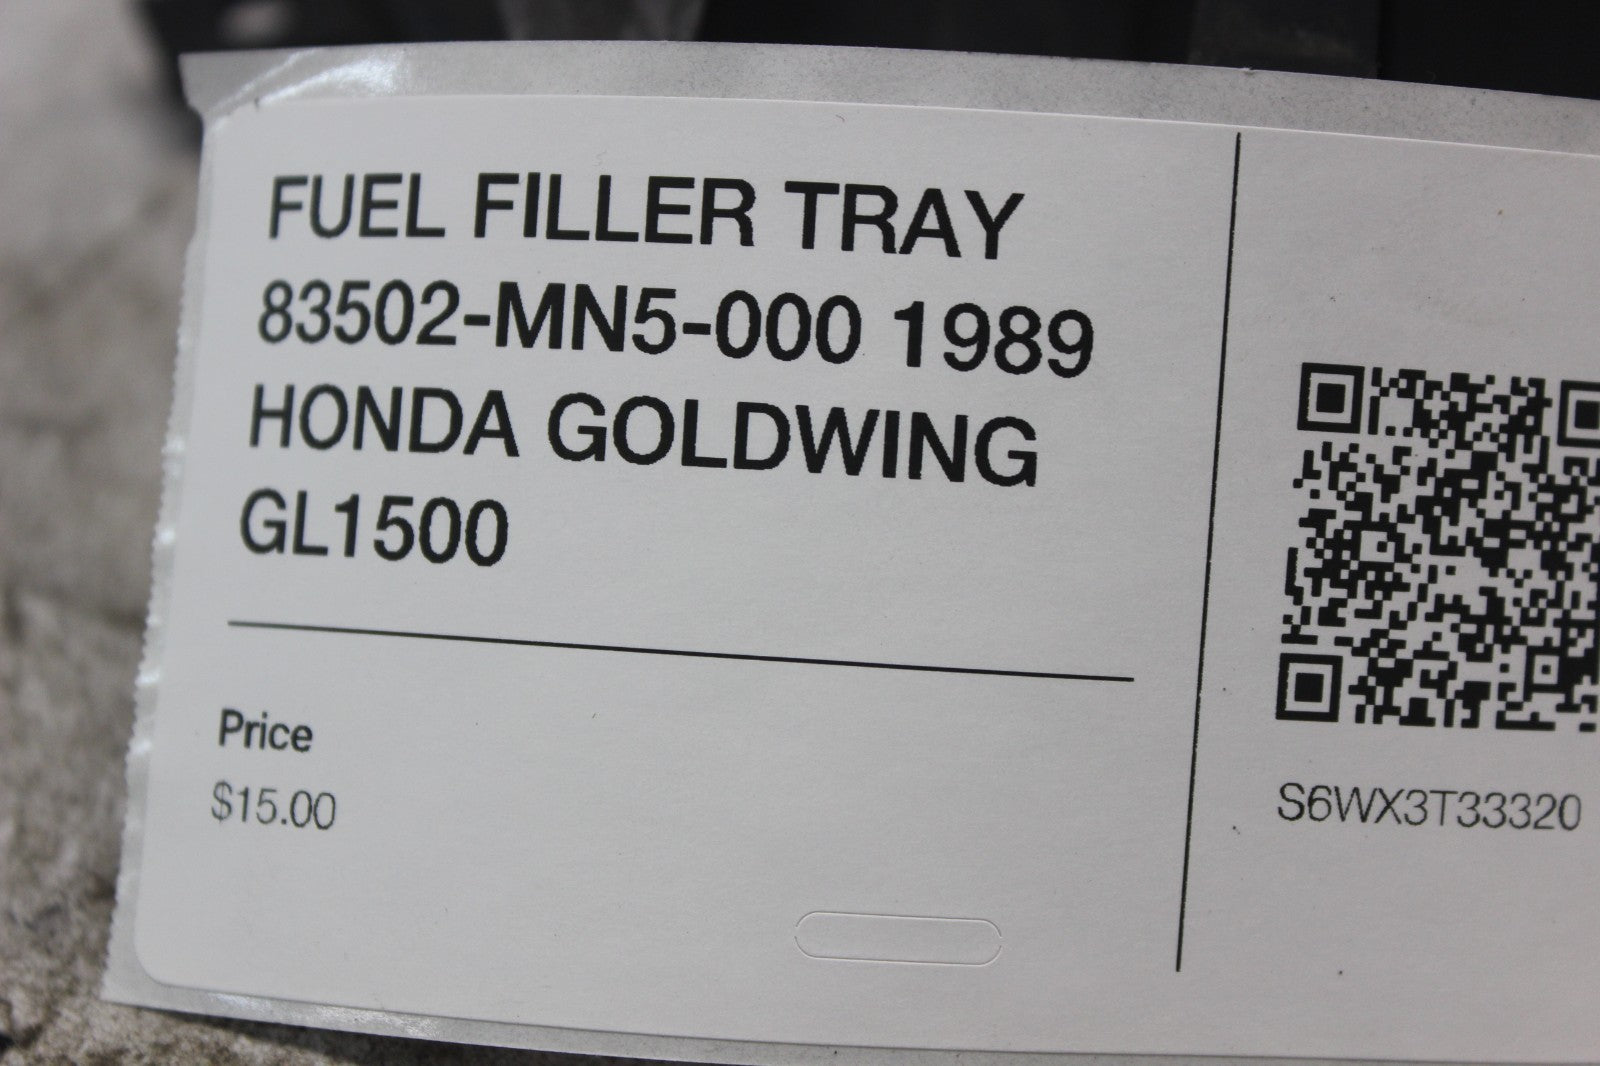 FUEL FILLER TRAY
83502-MN5-000 1989
HONDA GOLDWING
GL1500
Price
$15.00
S6WX3T33320